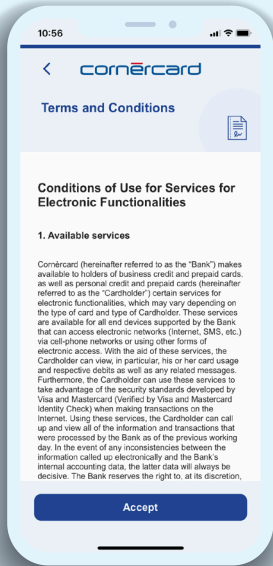 10:56
cornèrcard
Terms and Conditions
Conditions of Use for Services for
Electronic Functionalities
1. Available services
Cornèrcard (hereinafter referred to as the "Bank") makes
available to holders of business credit and prepaid cards,
as well as personal credit and prepaid cards (hereinafter
referred to as the "Cardholder") certain services for
electronic functionalities, which may vary depending on
the type of card and type of Cardholder. These services
are available for all end devices supported by the Bank
that can access electronic networks (Internet, SMS, etc.)
via cell-phone networks or using other forms of
electronic access. With the aid of these services, the
Cardholder can view, in particular, his or her card usage
and respective debits as well as any related messages.
Furthermore, the Cardholder can use these services to
take advantage of the security standards developed by
Visa and Mastercard (Verified by Visa and Mastercard
Identity Check) when making transactions on the
Internet. Using these services, the Cardholder can call
up and view all of the information and transactions that
were processed by the Bank as of the previous working
day. In the event of any inconsistencies between the
information called up electronically and the Bank's
internal accounting data, the latter data will always be
decisive. The Bank reserves the right to, at its discretion,
Accept